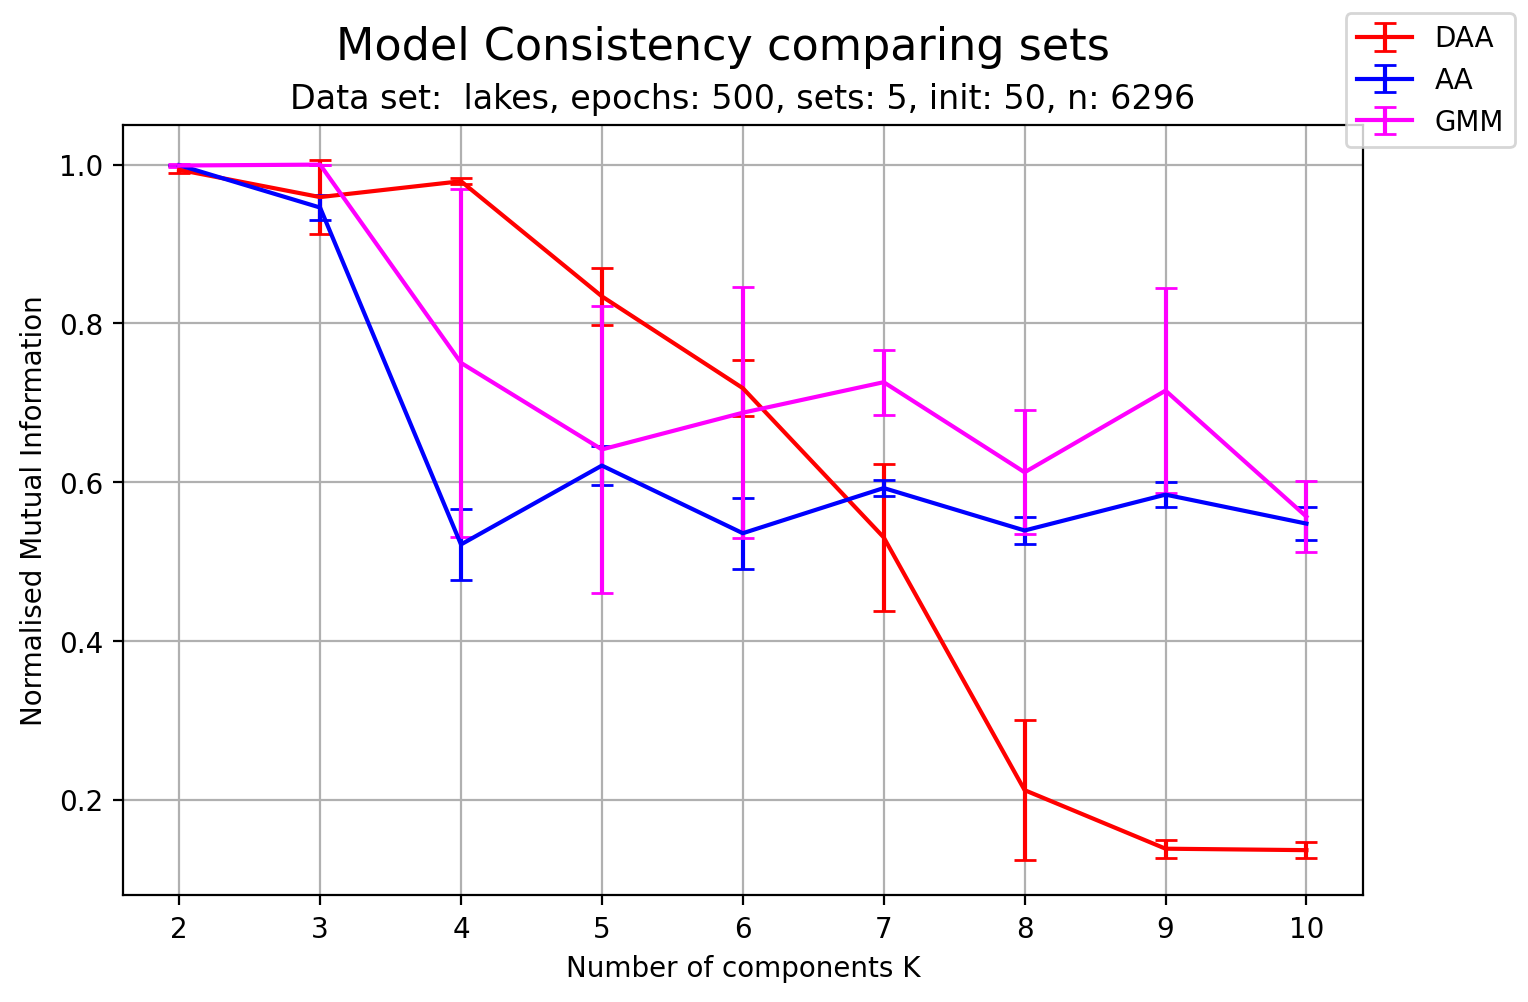 Model Consistency comparing sets
Data set:  lakes, epochs: 500, sets: 5, init: 50, n: 6296
DAA
AA
GMM
Normalised Mutual Information
1.0
0.8
0.6
0.4
0.2
2 3 4 5 6 7 8 9 10
Number of components K